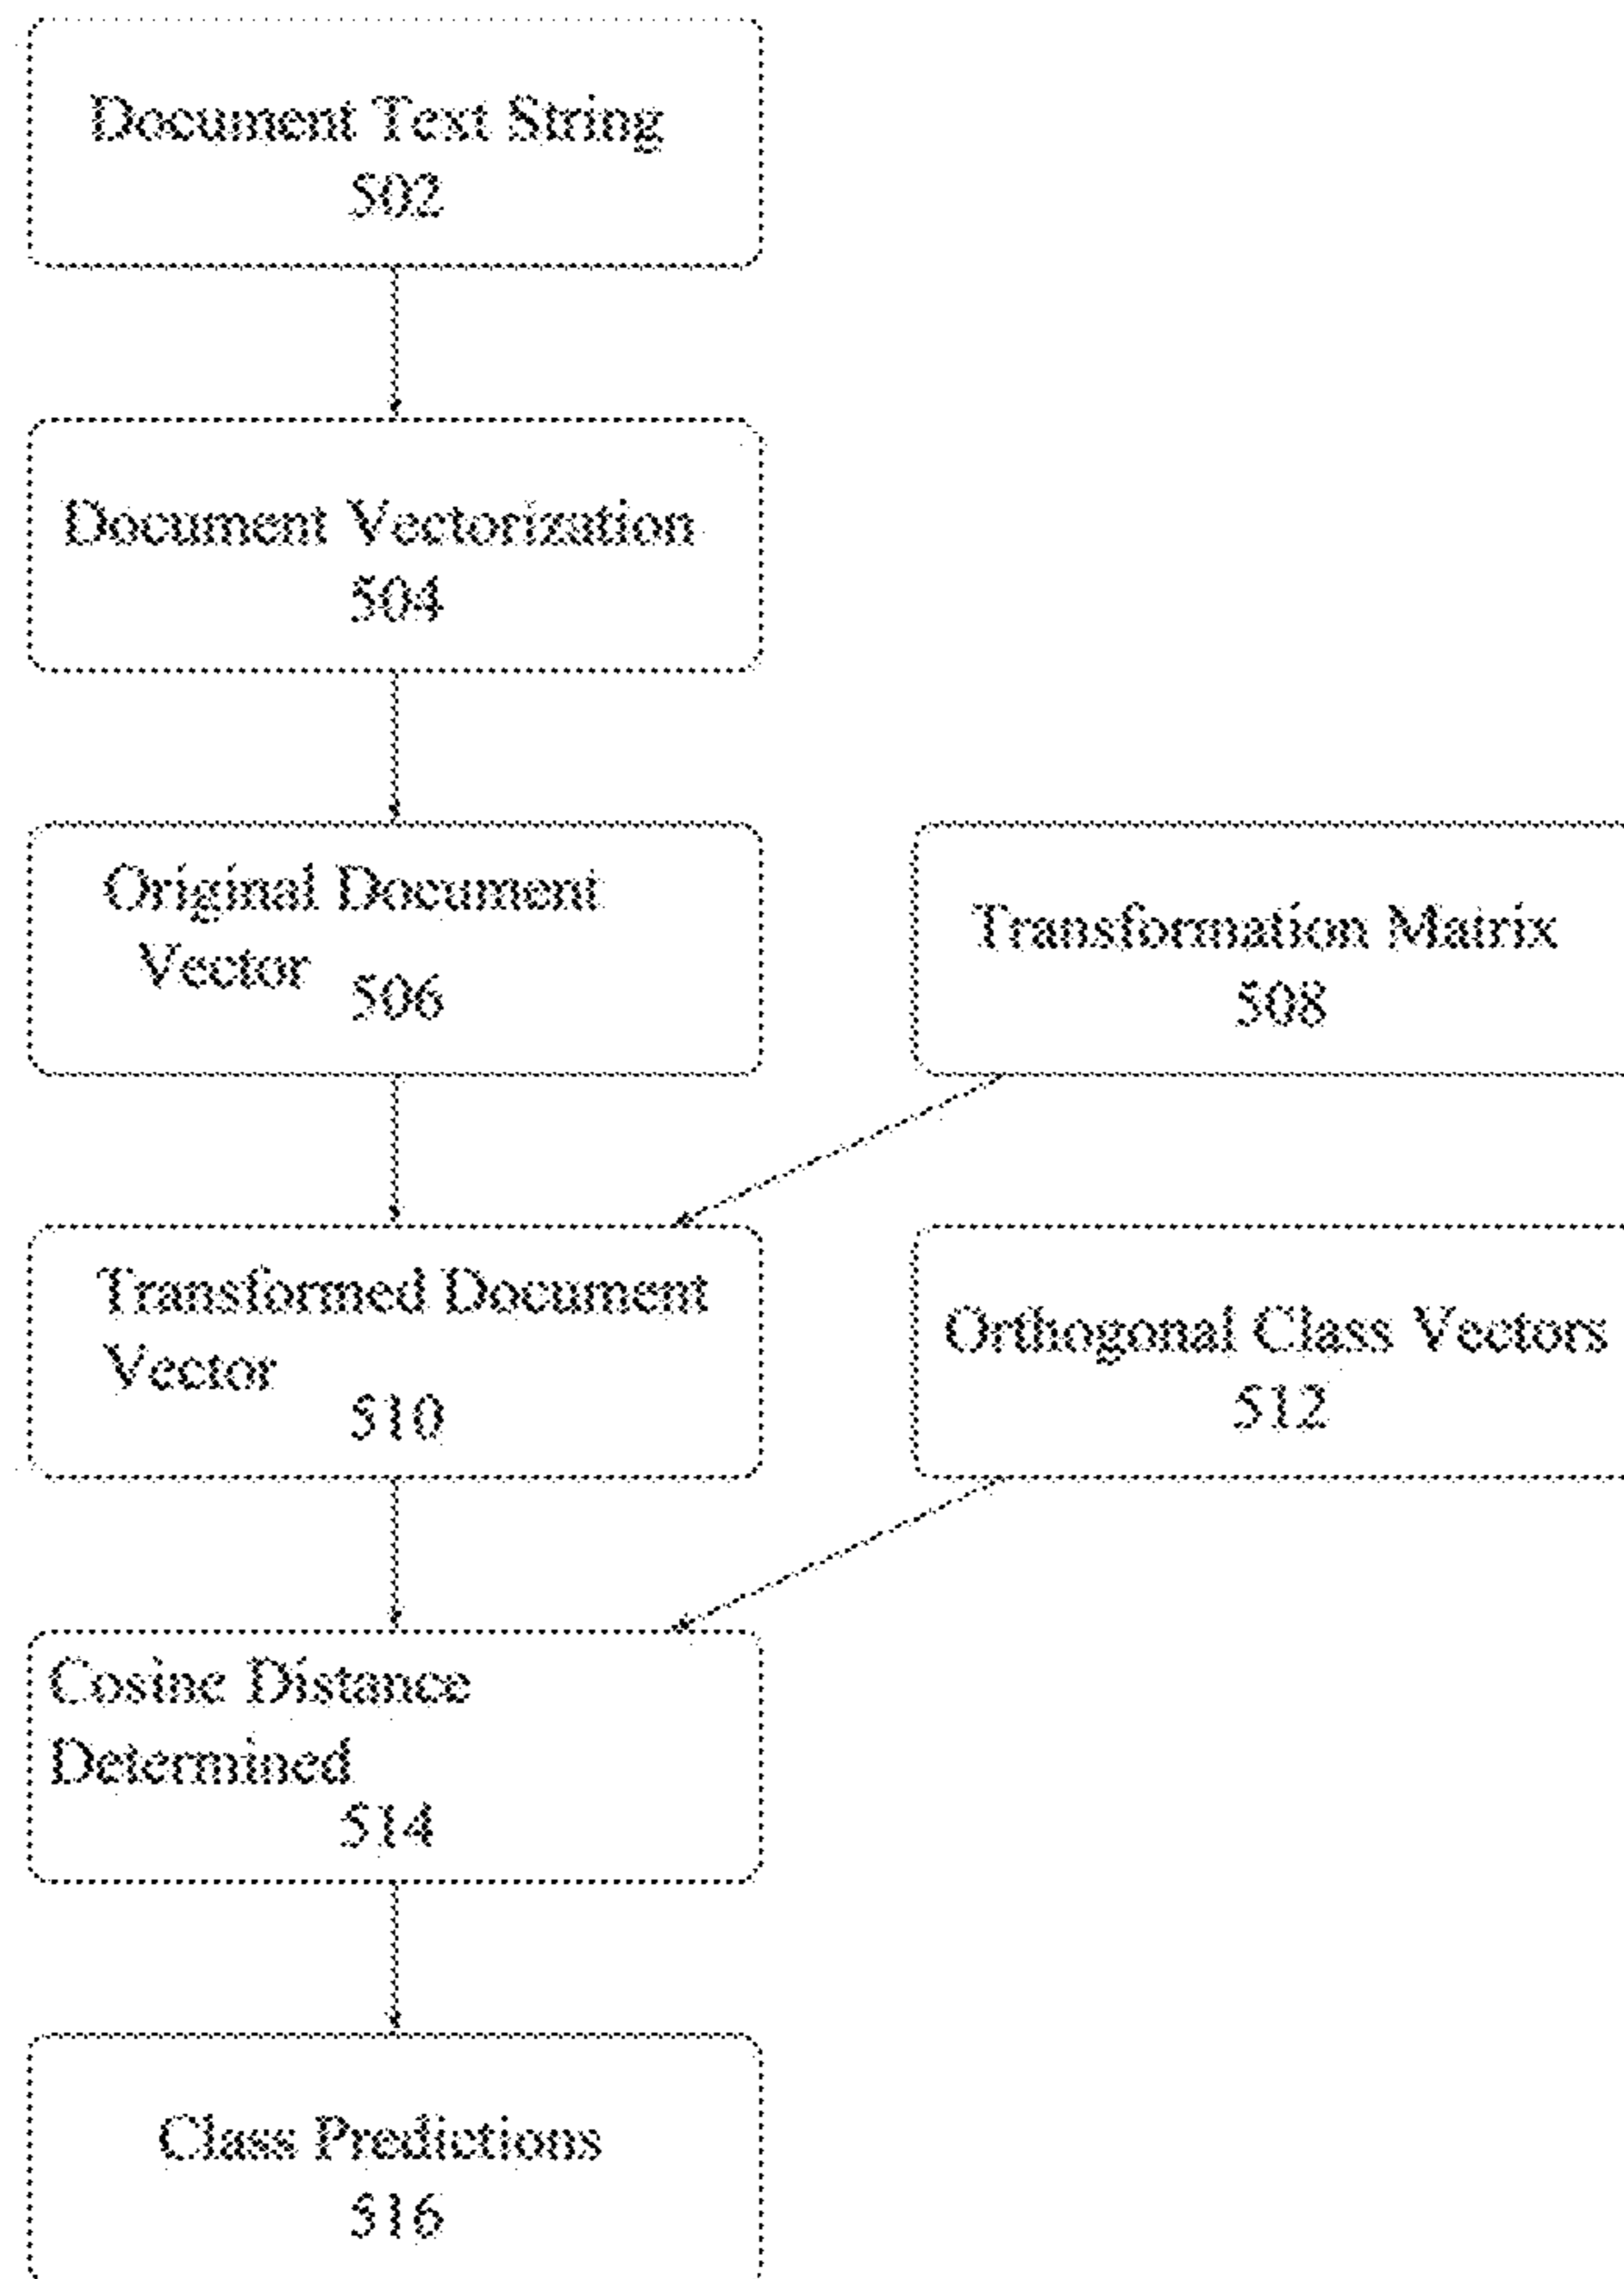 Document Text String
502
Document Vectorization
504
Original Document
Vector 506
Transformation Matrix
508
Transformed Document
Vector
510
Orthogonal Class Vectors
512
Cosine Distance
Determined
514
Class Predictions
516